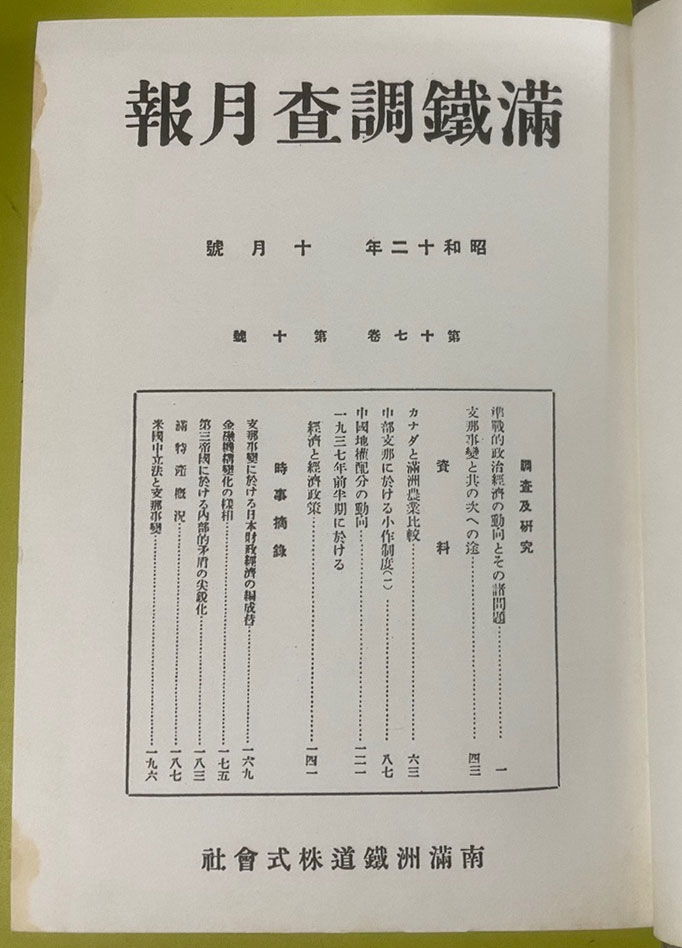 滿鐵調查月報
昭和十二年 十月號
第十七卷 第十號
調查及硏究
準戰的政治經濟の動向とその諸問題……………一
支那事變と其の次への途……………四三
資料
カナダと滿洲農業比較……………六三
中部支那に於ける小作制度(一)……………八七
中國地權配分の動向……………一二一
一九三七年前半期に於ける
經濟と經濟政策……………一四一
時事摘錄
支那事變に於ける日本財政經濟の編成替……………一六九
金融機構變化の樣相……………一七五
第三帝國に於ける內部的矛盾の尖銳化……………一八三
滿特產槪況……………一八七
米國中立法と支那事變……………一九六
南滿洲鐵道株式會社